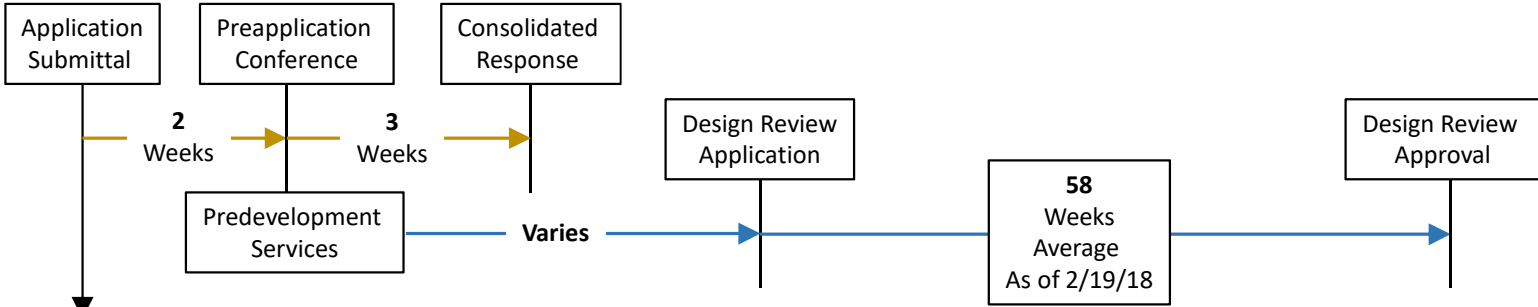 Application
Submittal
Preapplication
Conference
Consolidated
Response
2
Weeks
3
Weeks
Design Review
Application
Design Review
Approval
Predevelopment
Services
Varies
58
Weeks
Average
As of 2/19/18